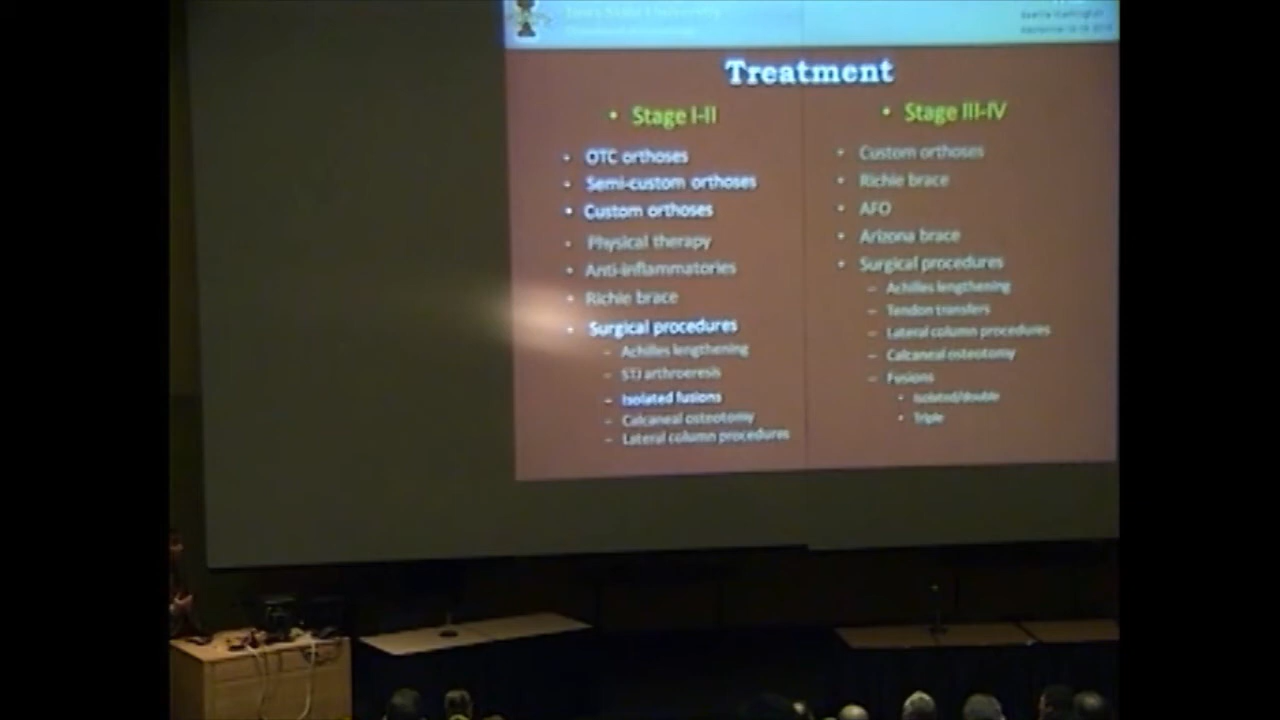 Treatment
• Stage I-II
• OTC orthoses
• Semi-custom orthoses
• Custom orthoses
• Physical therapy
• Anti-inflammatories
• Richie brace
• Surgical procedures
– Achilles lengthening
– STJ arthroeresis
– Isolated fusions
– Calcaneal osteotomy
– Lateral column procedures
• Stage III-IV
• Custom orthoses
• Richie brace
• AFO
• Arizona brace
• Surgical procedures
– Achilles lengthening
– Tendon transfers
– Lateral column procedures
– Calcaneal osteotomy
– Fusions
• Isolated/double
• Triple